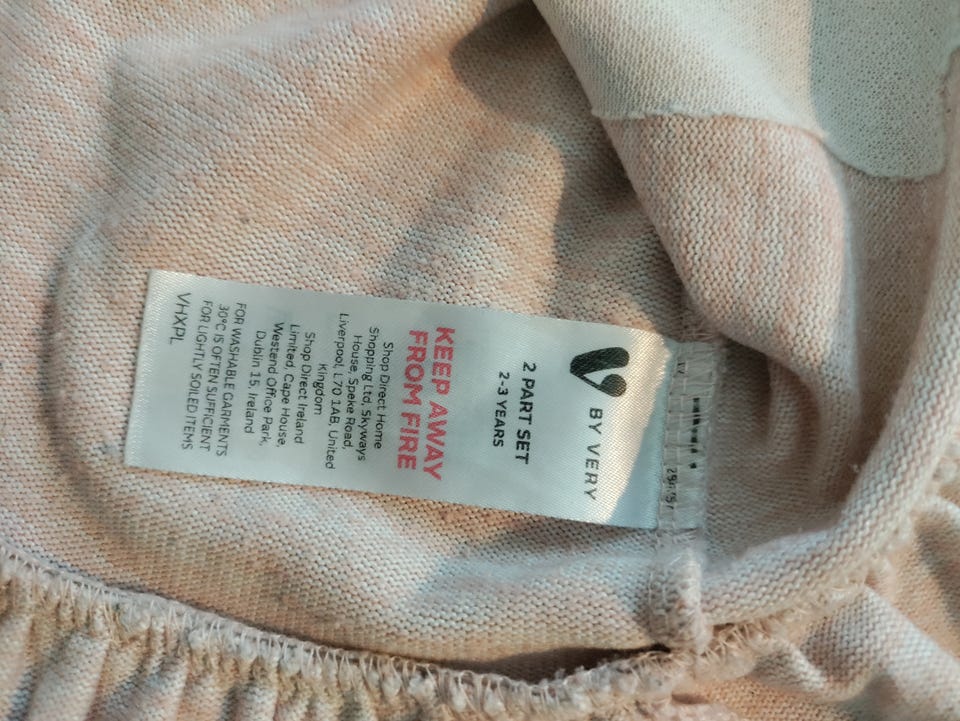 BY VERY
2 PART SET
2-3 YEARS
KEEP AWAY
FROM FIRE
Shop Direct Home
Shopping Ltd, Skyways
House, Speke Road,
Liverpool, L70 1AB, United
Kingdom
Shop Direct Ireland
Limited, Cape House,
Westend Office Park,
Dublin 15, Ireland
FOR WASHABLE GARMENTS
30°C IS OFTEN SUFFICIENT
FOR LIGHTLY SOILED ITEMS
VHXPL